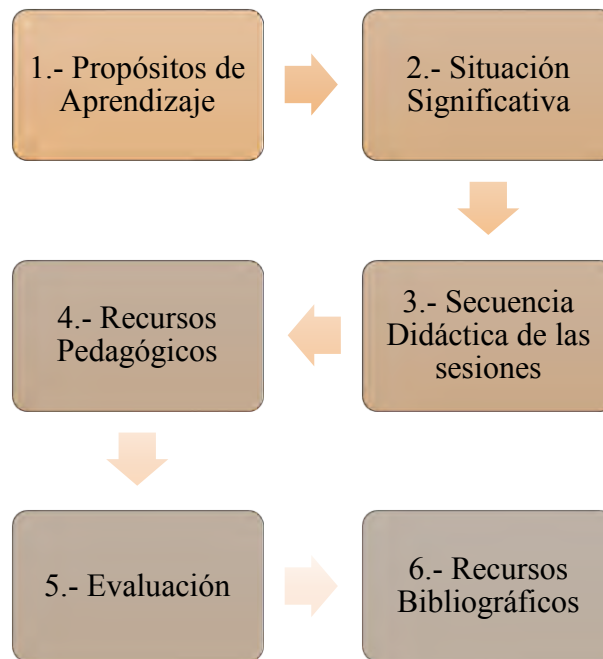 1.- Propósitos de
Aprendizaje
2.- Situación
Significativa
3.- Secuencia
Didáctica de las
sesiones
4.- Recursos
Pedagógicos
5.- Evaluación
6.- Recursos
Bibliográficos